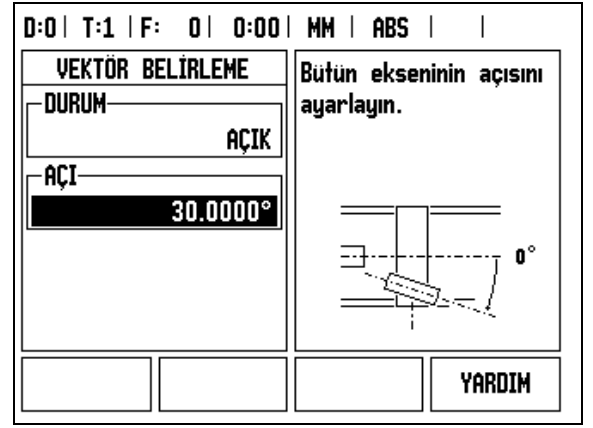 D:0 | T:1 | F: 0 | 0:00 | MM | ABS | |
VEKTÖR BELİRLEME
DURUM
AÇIK
AÇI
30.0000°
Bütün ekseninin açısını
ayarlayın.
0°
YARDIM